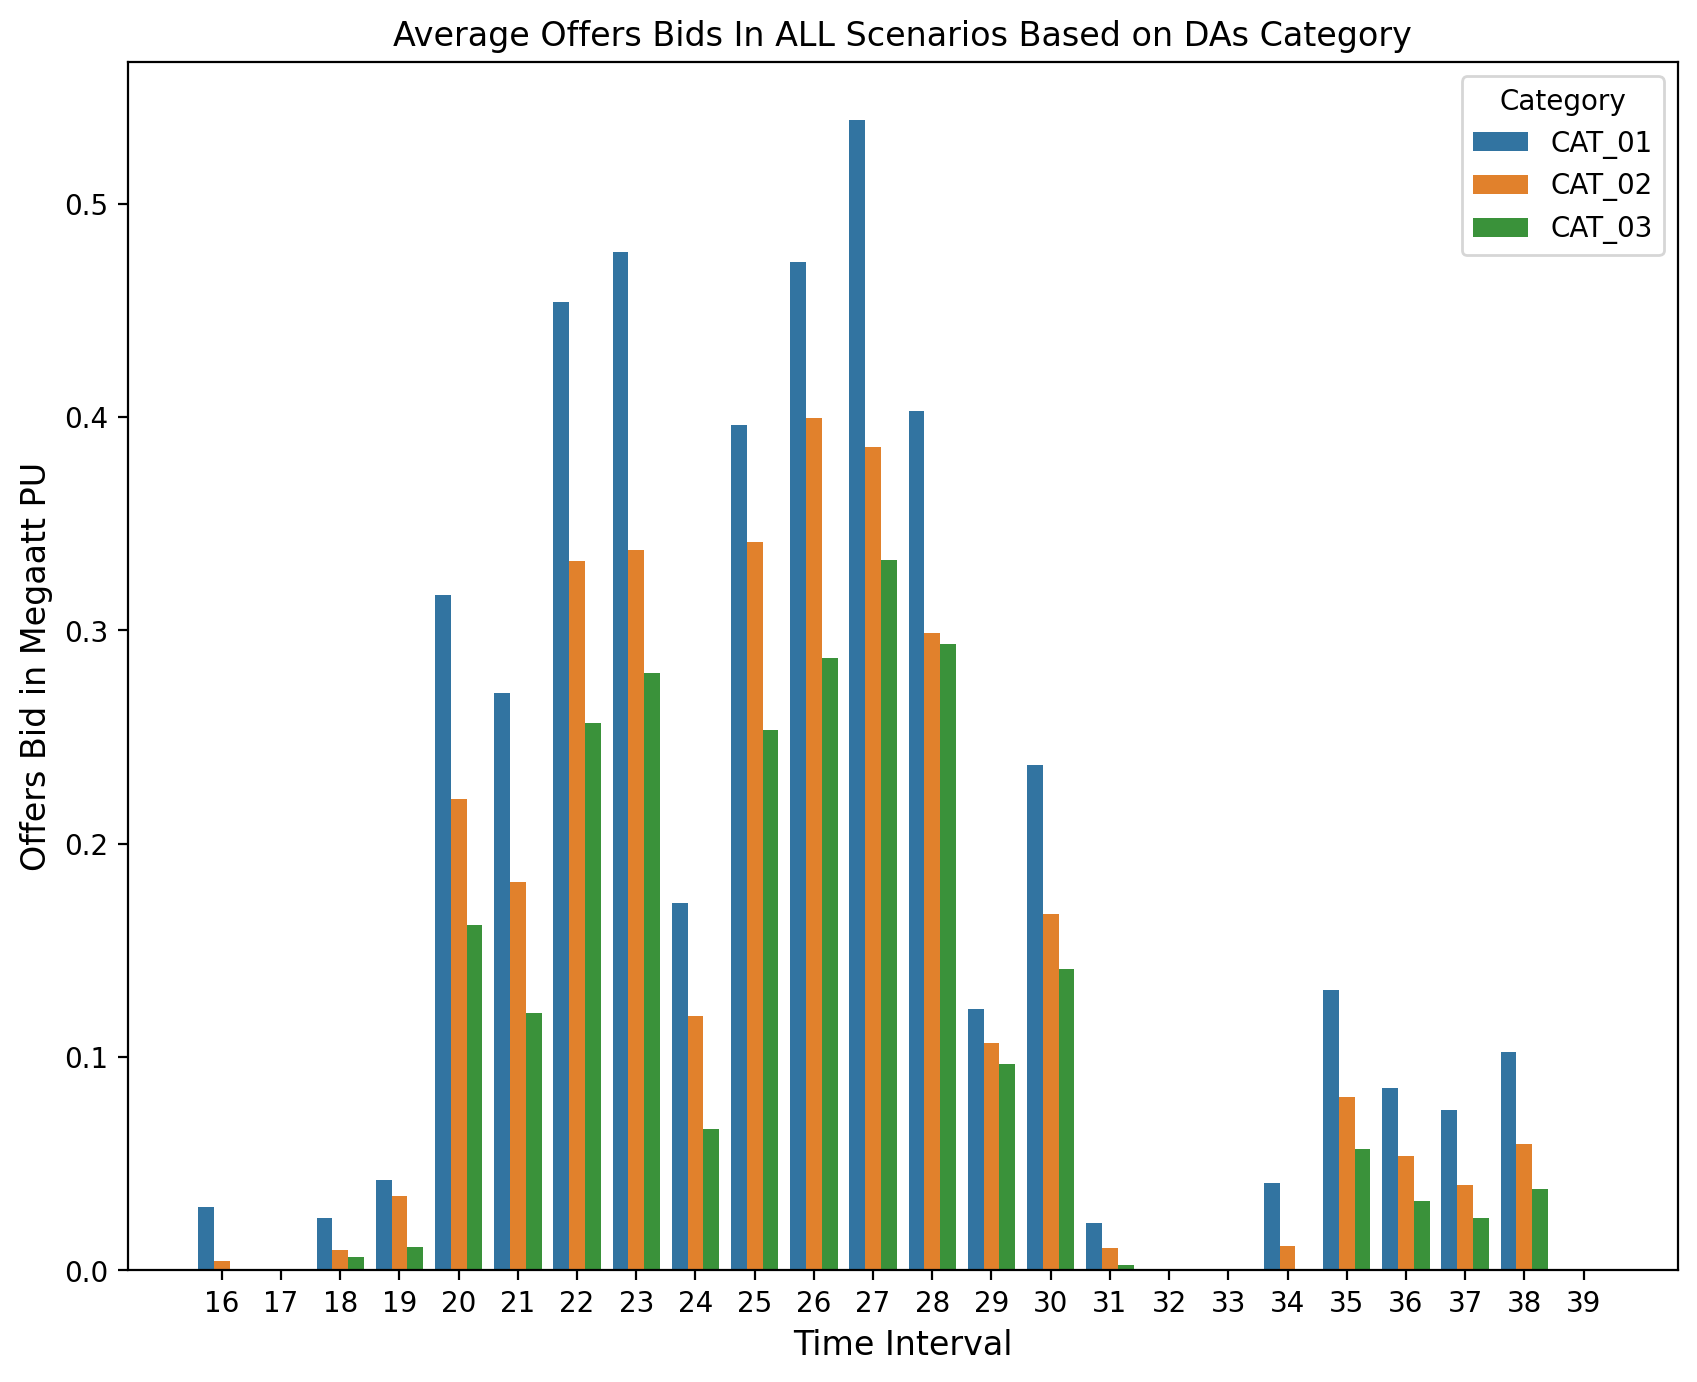 Average Offers Bids In ALL Scenarios Based on DAs Category
Category
CAT_01
CAT_02
CAT_03
Offers Bid in Megaatt PU
0.5
0.4
0.3
0.2
0.1
0.0
16 17 18 19 20 21 22 23 24 25 26 27 28 29 30 31 32 33 34 35 36 37 38 39
Time Interval